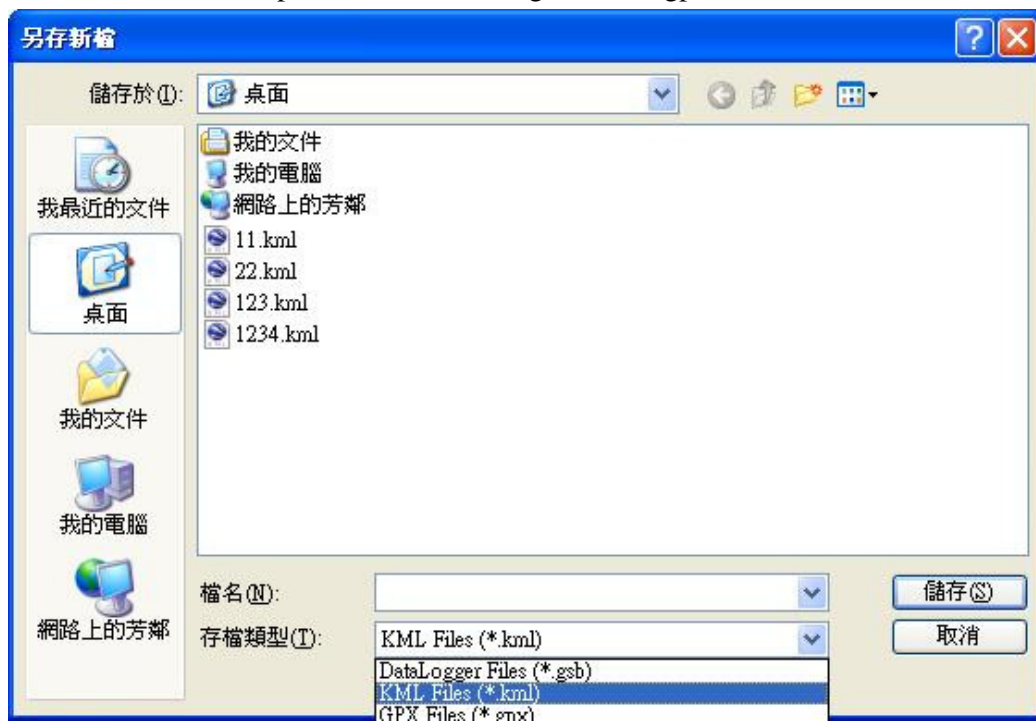 另存新檔
儲存於(I):
桌面
我的文件
我的電腦
網路上的芳鄰
11.kml
22.kml
123.kml
1234.kml
我最近的文件
桌面
我的文件
我的電腦
網路上的芳鄰
檔名(N):
儲存(S)
存檔類型(T):
KML Files (*.kml)
取消
DataLogger Files (*.gsb)
KML Files (*.kml)
GPX Files (*.gpx)